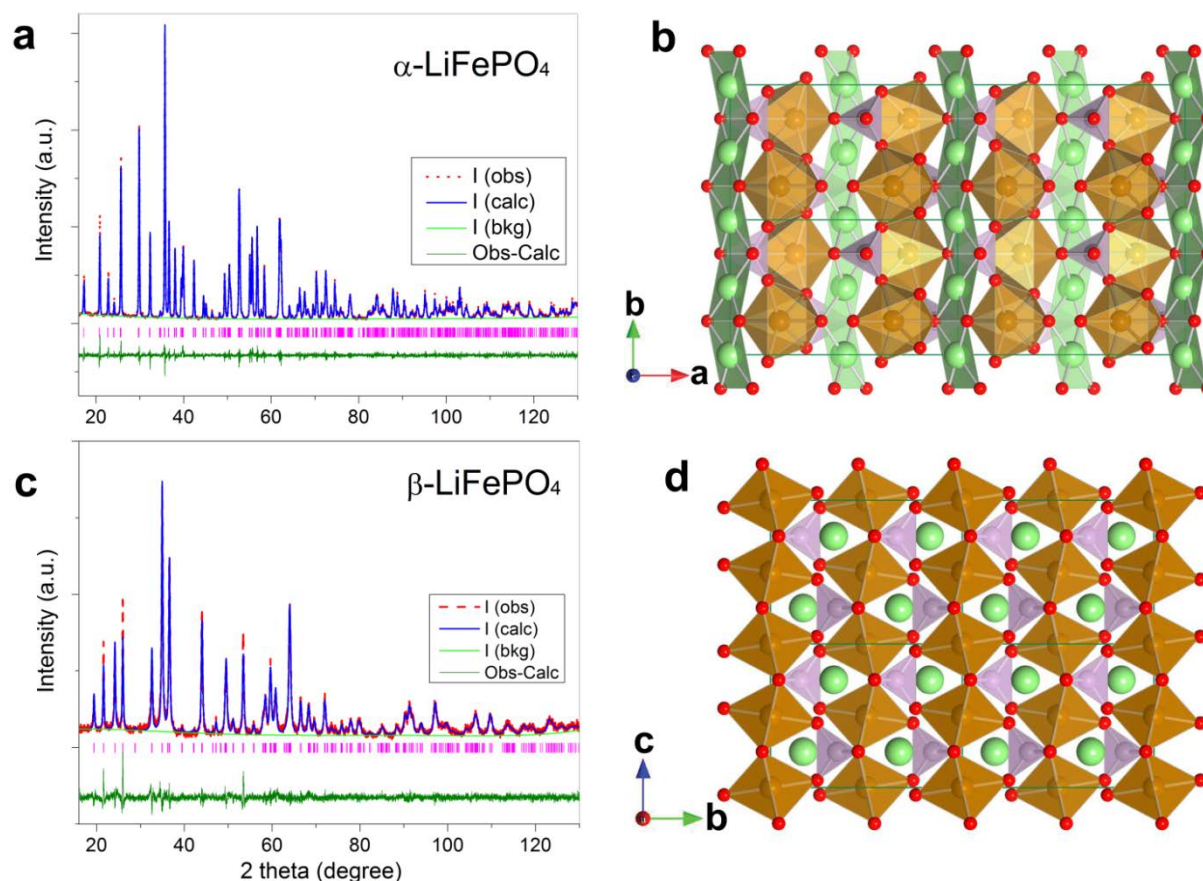 a
α-LiFePO4
Intensity (a.u.)
I (obs)
I (calc)
I (bkg)
Obs-Calc
20 40 60 80 100 120
b
b
a
c
β-LiFePO4
Intensity (a.u.)
I (obs)
I (calc)
I (bkg)
Obs-Calc
20 40 60 80 100 120
2 theta (degree)
d
c
b